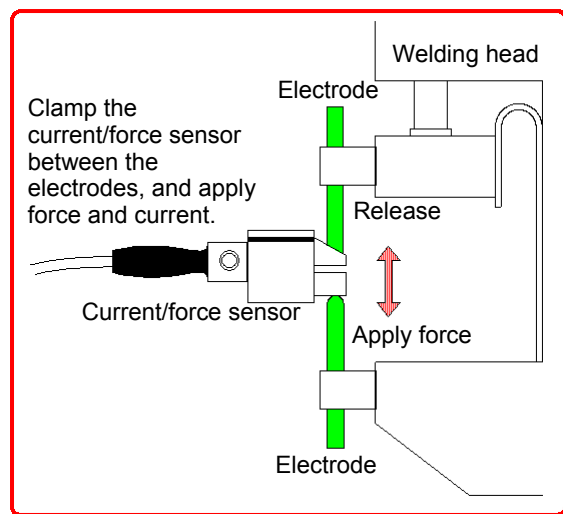 Welding head
Electrode
Clamp the
current/force sensor
between the
electrodes, and apply
force and current.
Release
Current/force sensor
Apply force
Electrode